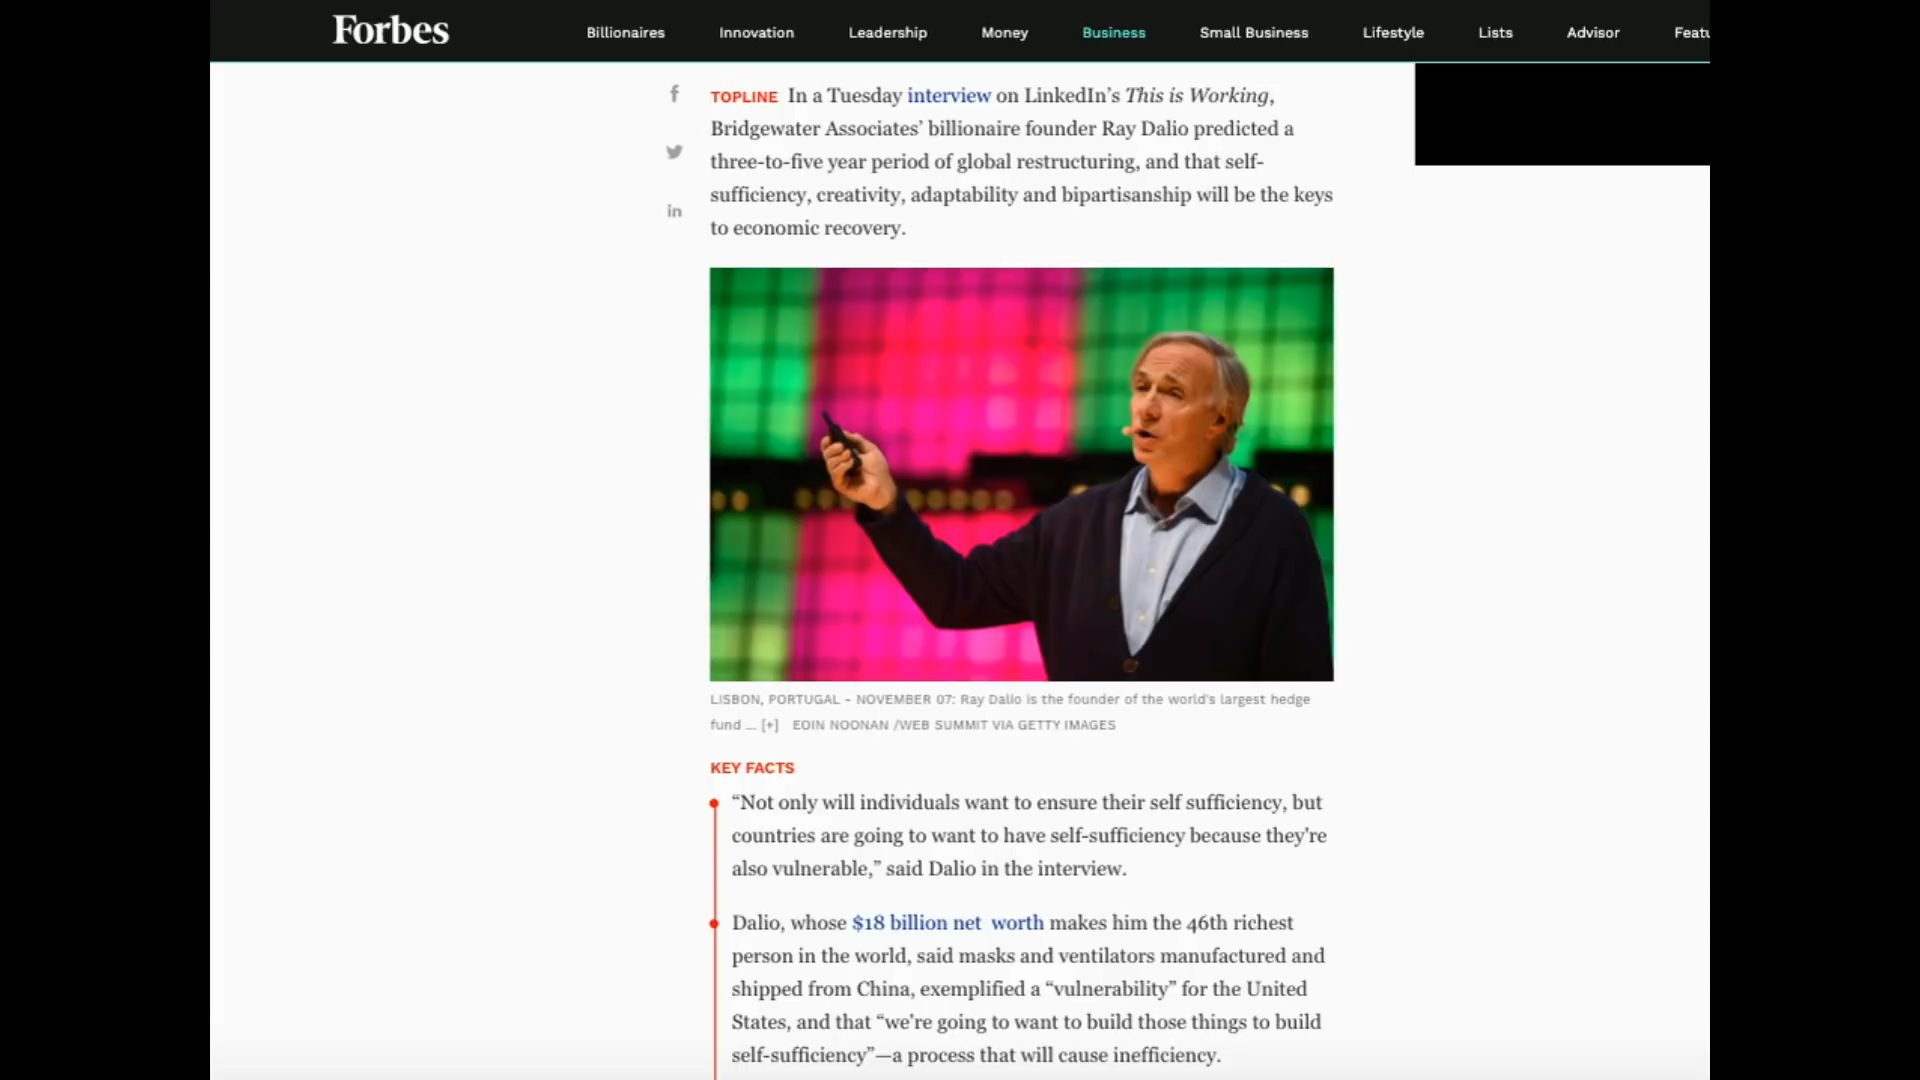 Forbes
Billionaires Innovation Leadership Money Business Small Business Lifestyle Lists Advisor Featu
TOPLINE In a Tuesday interview on LinkedIn’s This is Working,
Bridgewater Associates’ billionaire founder Ray Dalio predicted a
three-to-five year period of global restructuring, and that self-
sufficiency, creativity, adaptability and bipartisanship will be the keys
to economic recovery.
LISBON, PORTUGAL - NOVEMBER 07: Ray Dalio is the founder of the world's largest hedge
fund ... [+] EOIN NOONAN /WEB SUMMIT VIA GETTY IMAGES
KEY FACTS
“Not only will individuals want to ensure their self sufficiency, but
countries are going to want to have self-sufficiency because they’re
also vulnerable,” said Dalio in the interview.
Dalio, whose $18 billion net worth makes him the 46th richest
person in the world, said masks and ventilators manufactured and
shipped from China, exemplified a “vulnerability” for the United
States, and that “we’re going to want to build those things to build
self-sufficiency”—a process that will cause inefficiency.